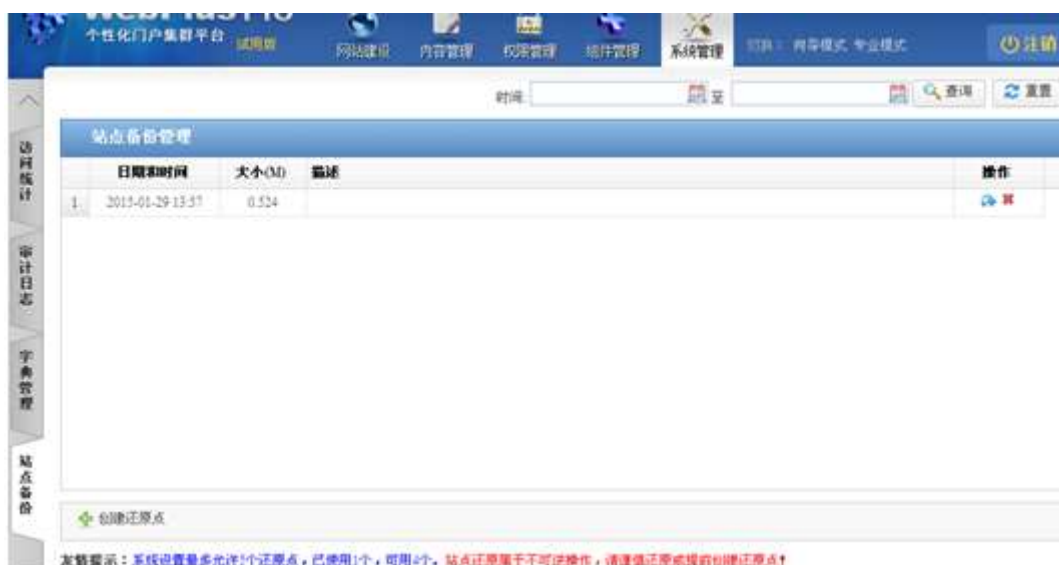 WebPlus Pro
个性化门户集群平台 试用版
网站建设 内容管理 权限管理 组件管理 系统管理 切换： 向导模式 专业模式 注销
时间: 至 查询 重置
访问统计
审计日志
字典管理
站点备份
站点备份管理
日期和时间 大小(M) 描述 操作
1 2015-01-29 13:57 0.524
创建还原点
友情提示：系统设置最多允许个还原点，已使用1个，可用个。站点还原属于不可逆操作，请谨慎还原或提前创建还原点！